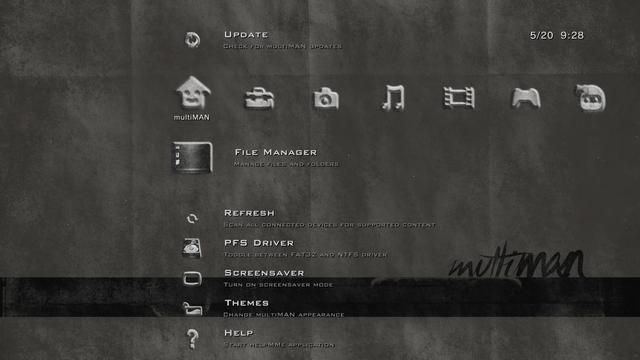 Update
Check for multiMAN updates
5/20 9:28
multiMAN
File Manager
Manage files and folders
Refresh
Scan all connected devices for supported content
PFS Driver
Toggle between FAT32 and NTFS driver
multiMAN
Screensaver
Turn on screensaver mode
Themes
Change multiMAN appearance
Help
Start helpMMe application